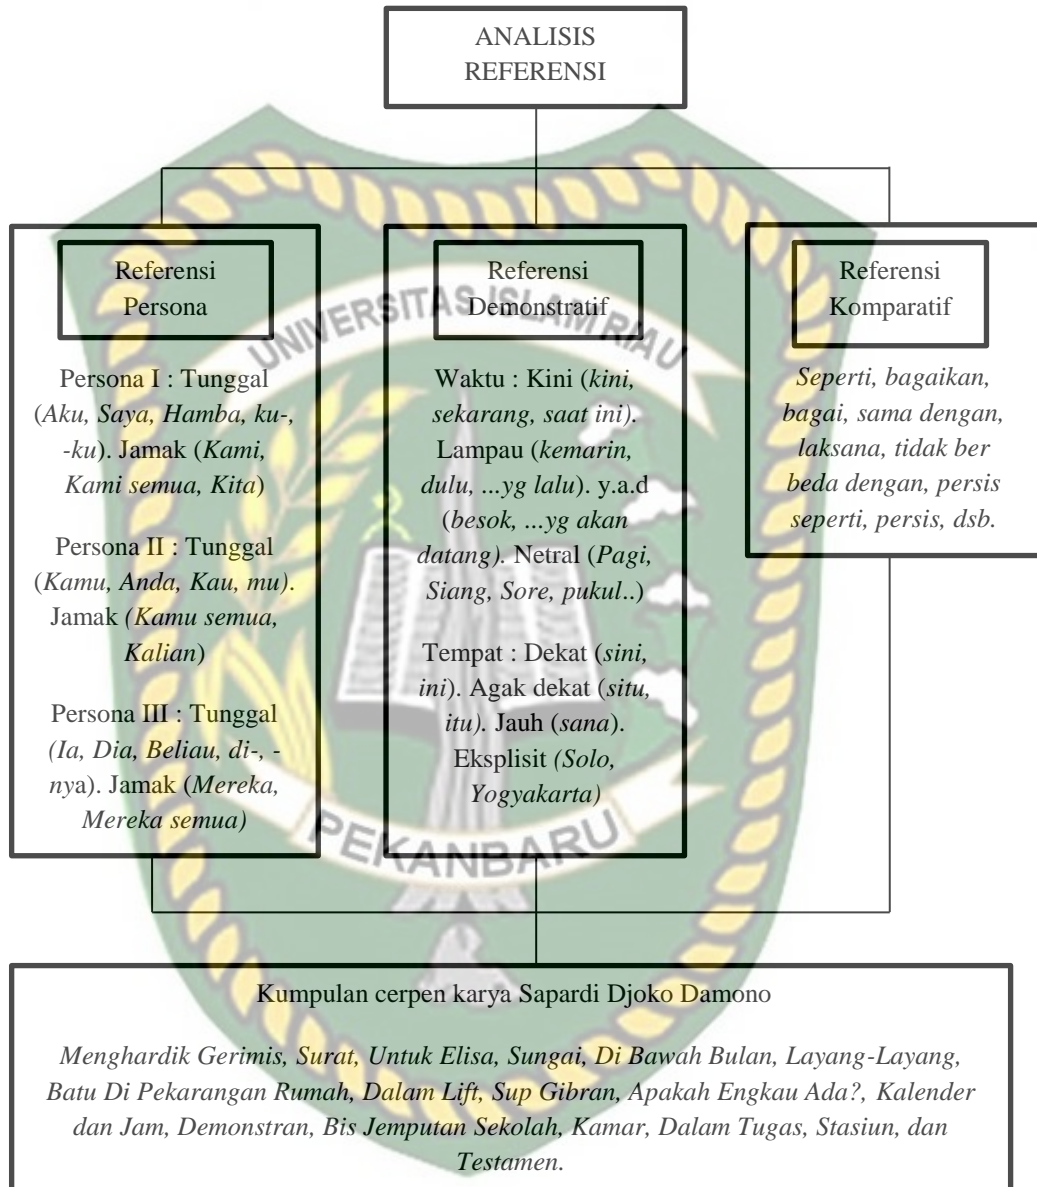 ANALISIS
REFERENSI
Referensi
Persona
Persona I : Tunggal
(Aku, Saya, Hamba, ku-,
-ku). Jamak (Kami,
Kami semua, Kita)
Persona II : Tunggal
(Kamu, Anda, Kau, mu).
Jamak (Kamu semua,
Kalian)
Persona III : Tunggal
(Ia, Dia, Beliau, di-, -
nya). Jamak (Mereka,
Mereka semua)
Referensi
Demonstratif
Waktu : Kini (kini,
sekarang, saat ini).
Lampau (kemarin,
dulu, ...yg lalu). y.a.d
(besok, ...yg akan
datang). Netral (Pagi,
Siang, Sore, pukul..)
Tempat : Dekat (sini,
ini). Agak dekat (situ,
itu). Jauh (sana).
Eksplisit (Solo,
Yogyakarta)
Referensi
Komparatif
Seperti, bagaikan,
bagai, sama dengan,
laksana, tidak ber
beda dengan, persis
seperti, persis, dsb.
UNIVERSITAS ISLAM RIAU
PEKANBARU
Kumpulan cerpen karya Sapardi Djoko Damono
Menghardik Gerimis, Surat, Untuk Elisa, Sungai, Di Bawah Bulan, Layang-Layang,
Batu Di Pekarangan Rumah, Dalam Lift, Sup Gibran, Apakah Engkau Ada?, Kalender
dan Jam, Demonstran, Bis Jemputan Sekolah, Kamar, Dalam Tugas, Stasiun, dan
Testamen.